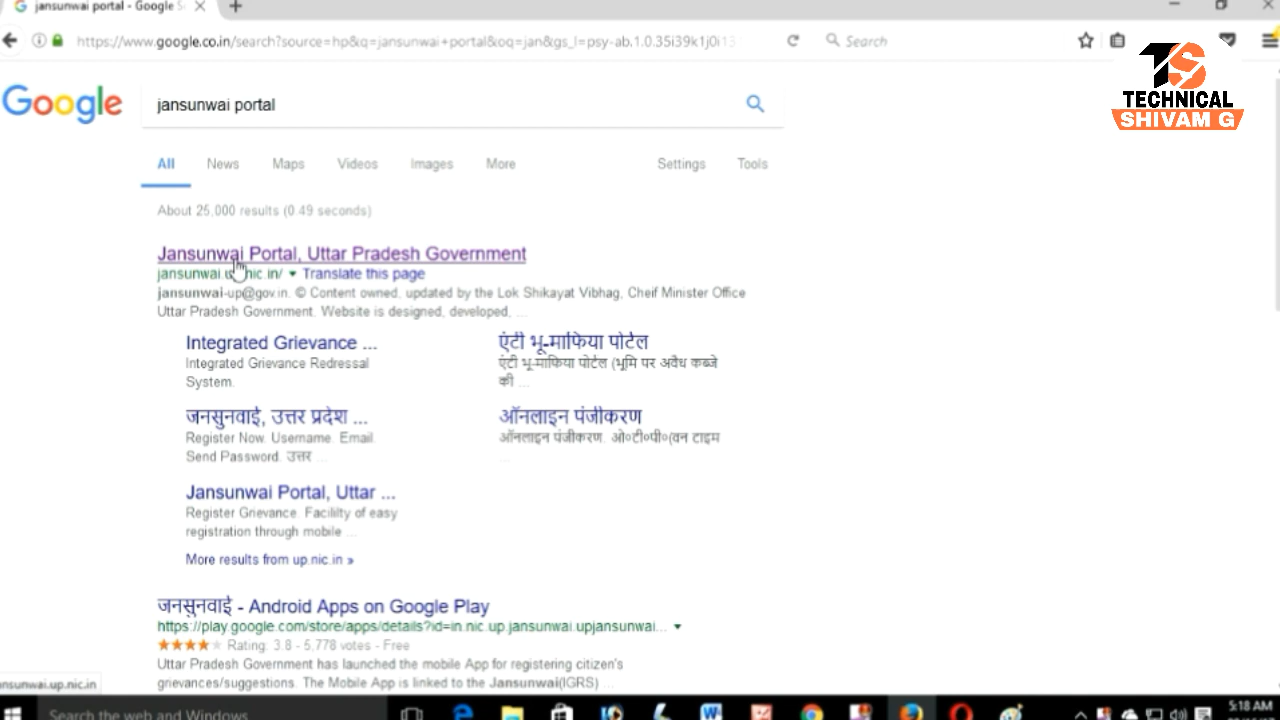 jansunwai portal - Google S
https://www.google.co.in/search?source=hp&q=jansunwai+portal&oq=jan&gs_l=psy-ab.1.0.35i39k1j0i13
Search
TS
TECHNICAL
SHIVAM G
Google
jansunwai portal
All News Maps Videos Images More Settings Tools
About 25,000 results (0.49 seconds)
Jansunwai Portal, Uttar Pradesh Government
jansunwai. nic.in/ Translate this page
jansunwai-up@gov.in. © Content owned, updated by the Lok Shikayat Vibhag, Cheif Minister Office
Uttar Pradesh Government. Website is designed, developed, ...
Integrated Grievance ...
Integrated Grievance Redressal
System.
एंटी भू-माफिया पोर्टल
एंटी भू-माफिया पोर्टल (भूमि पर अवैध कब्जे
की ...
जनसुनवाई, उत्तर प्रदेश ...
Register Now. Username. Email.
Send Password. उत्तर ...
ऑनलाइन पंजीकरण
ऑनलाइन पंजीकरण. ओ०टी०पी०(वन टाइम
...
Jansunwai Portal, Uttar ...
Register Grievance. Facililty of easy
registration through mobile ...
More results from up.nic.in »
जनसुनवाई - Android Apps on Google Play
https://play.google.com/store/apps/details?id=in.nic.up.jansunwai.upjansunwai...
Rating: 3.8 - 5,778 votes - Free
Uttar Pradesh Government has launched the mobile App for registering citizen's
grievances/suggestions. The Mobile App is linked to the Jansunwai(IGRS) ...
ansunwai.up.nic.in
Search the web and Windows
5:18 AM